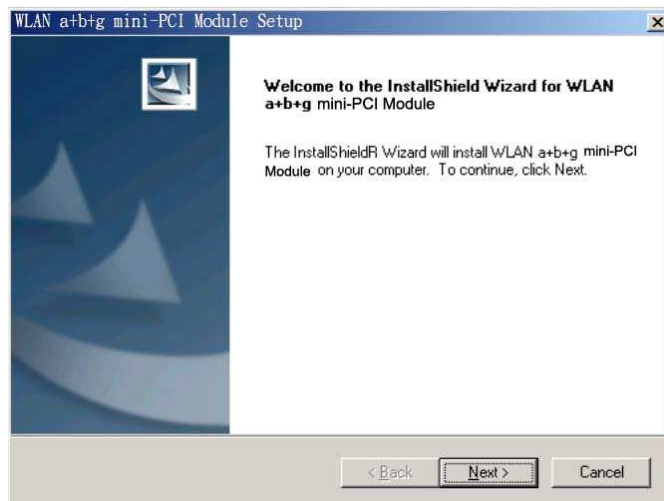 WLAN a+b+g mini-PCI Module Setup
Welcome to the InstallShield Wizard for WLAN
a+b+g mini-PCI Module
The InstallShieldR Wizard will install WLAN a+b+g mini-PCI
Module on your computer. To continue, click Next.
< Back Next > Cancel